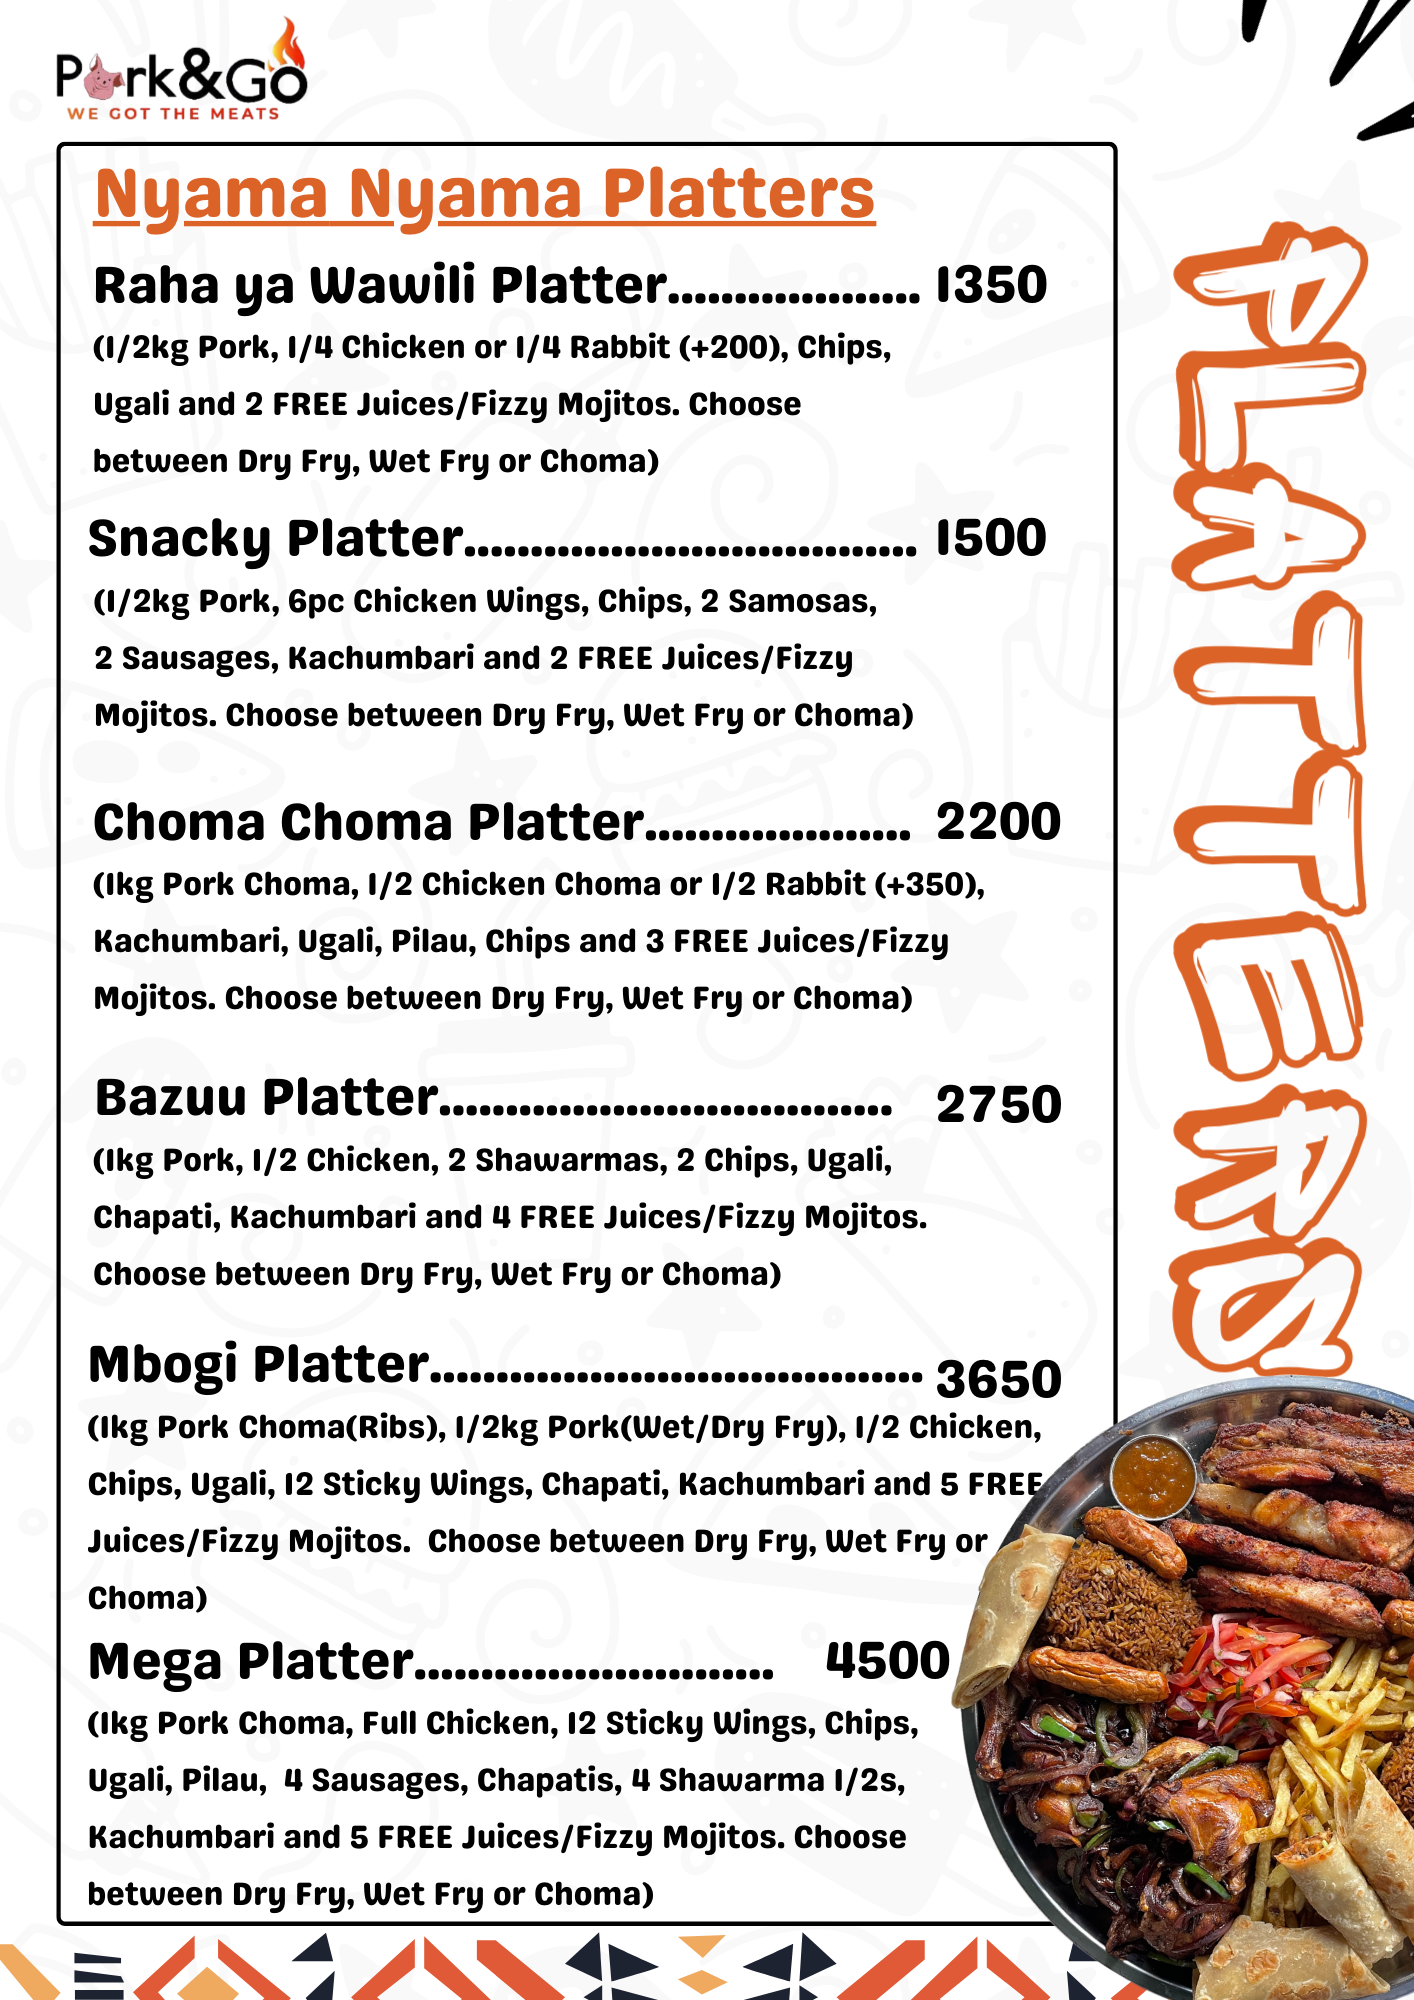 Pork&Go
WE GOT THE MEATS
Nyama Nyama Platters
Raha ya Wawili Platter................... 1350
(1/2kg Pork, 1/4 Chicken or 1/4 Rabbit (+200), Chips,
Ugali and 2 FREE Juices/Fizzy Mojitos. Choose
between Dry Fry, Wet Fry or Choma)
Snacky Platter.................................. 1500
(1/2kg Pork, 6pc Chicken Wings, Chips, 2 Samosas,
2 Sausages, Kachumbari and 2 FREE Juices/Fizzy
Mojitos. Choose between Dry Fry, Wet Fry or Choma)
Choma Choma Platter.................... 2200
(1kg Pork Choma, 1/2 Chicken Choma or 1/2 Rabbit (+350),
Kachumbari, Ugali, Pilau, Chips and 3 FREE Juices/Fizzy
Mojitos. Choose between Dry Fry, Wet Fry or Choma)
Bazuu Platter.................................. 2750
(1kg Pork, 1/2 Chicken, 2 Shawarmas, 2 Chips, Ugali,
Chapati, Kachumbari and 4 FREE Juices/Fizzy Mojitos.
Choose between Dry Fry, Wet Fry or Choma)
Mbogi Platter..................................... 3650
(1kg Pork Choma(Ribs), 1/2kg Pork(Wet/Dry Fry), 1/2 Chicken,
Chips, Ugali, 12 Sticky Wings, Chapati, Kachumbari and 5 FREE
Juices/Fizzy Mojitos.  Choose between Dry Fry, Wet Fry or
Choma)
Mega Platter........................... 4500
(1kg Pork Choma, Full Chicken, 12 Sticky Wings, Chips,
Ugali, Pilau,  4 Sausages, Chapatis, 4 Shawarma 1/2s,
Kachumbari and 5 FREE Juices/Fizzy Mojitos. Choose
between Dry Fry, Wet Fry or Choma)
PLATTERS